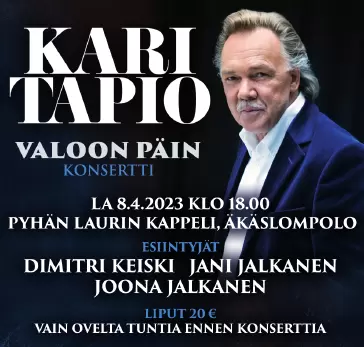 KARI
TAPIO
VALOON PÄIN
KONSERTTI
LA 8.4.2023 KLO 18.00
PYHÄN LAURIN KAPPELI, ÄKÄSLOMPOLO
ESIINTYJÄT
DIMITRI KEISKI JANI JALKANEN
JOONA JALKANEN
LIPUT 20 €
VAIN OVELTA TUNTIA ENNEN KONSERTTIA